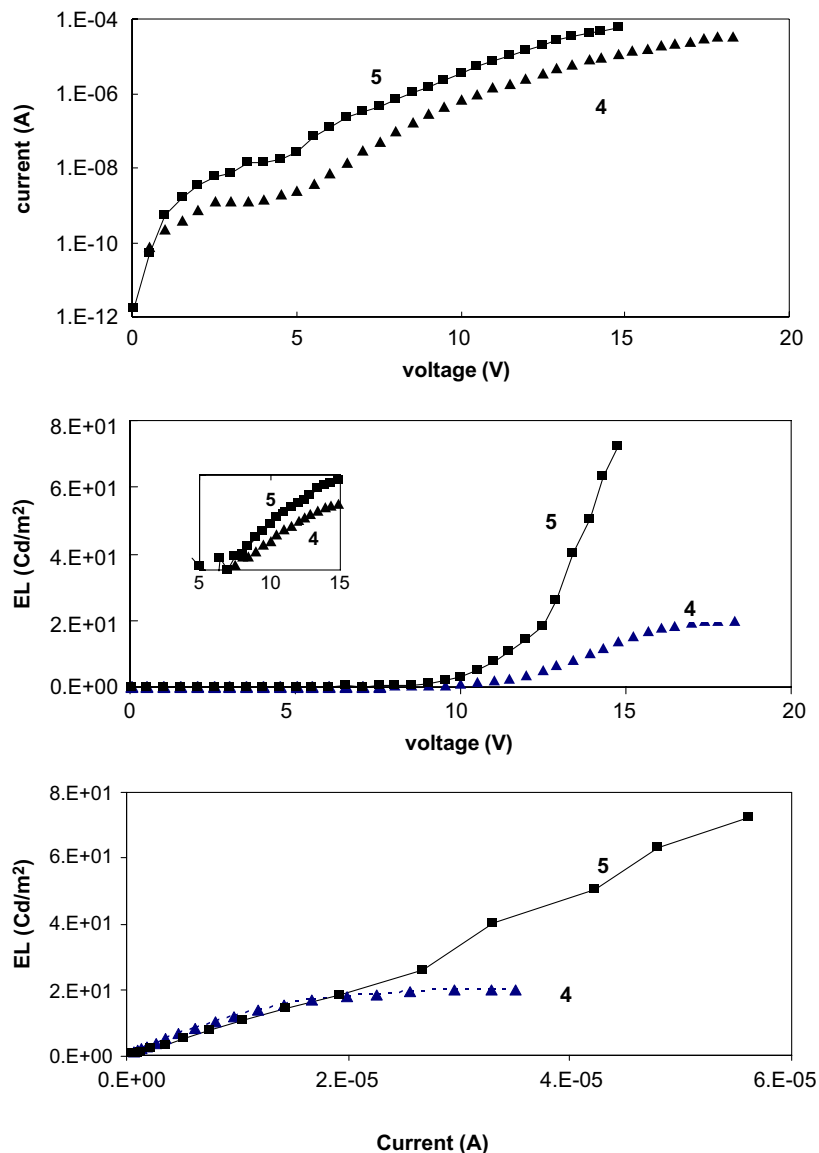 1.E-04
5
1.E-06
4
current (A)
1.E-08
1.E-10
1.E-12
0 5 10 15 20
voltage (V)
8.E+01
6.E+01
5
5
4
EL (Cd/m²)
4.E+01
5 10 15
4
2.E+01
0.E+00
0 5 10 15 20
voltage (V)
8.E+01
5
6.E+01
EL (Cd/m²)
4.E+01
2.E+01
4
0.E+00
0.E+00 2.E-05 4.E-05 6.E-05
Current (A)